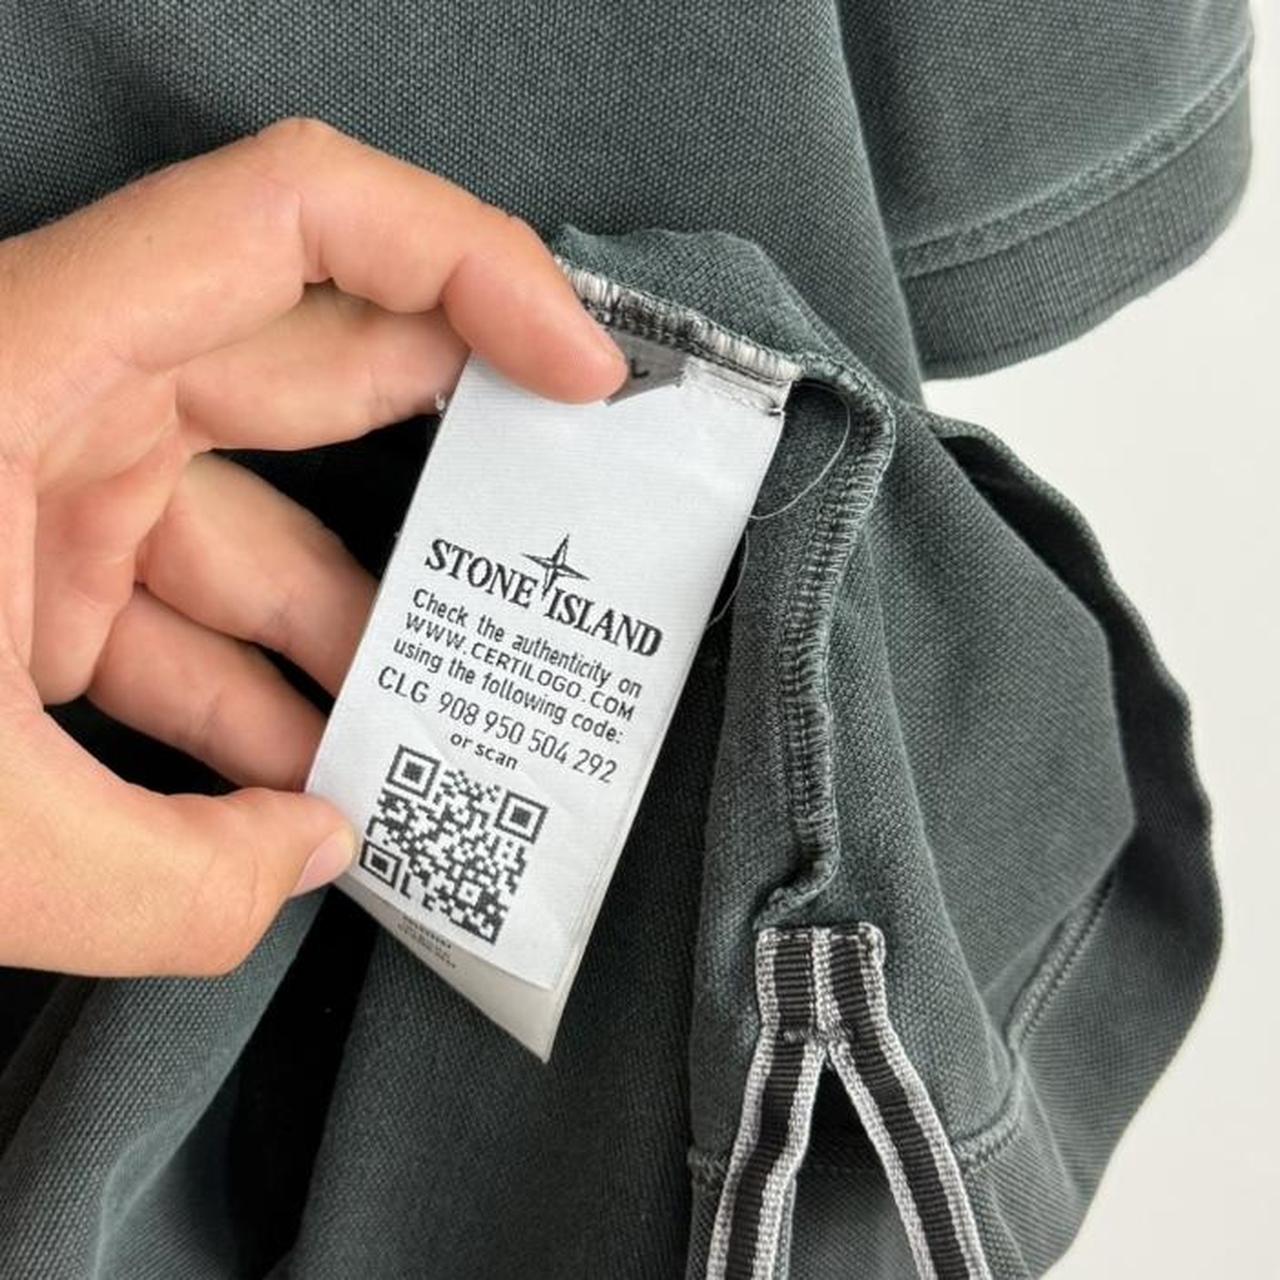 L
STONE ISLAND
Check the authenticity on
WWW.CERTILOGO.COM
using the following code:
CLG 908 950 504 292
or scan